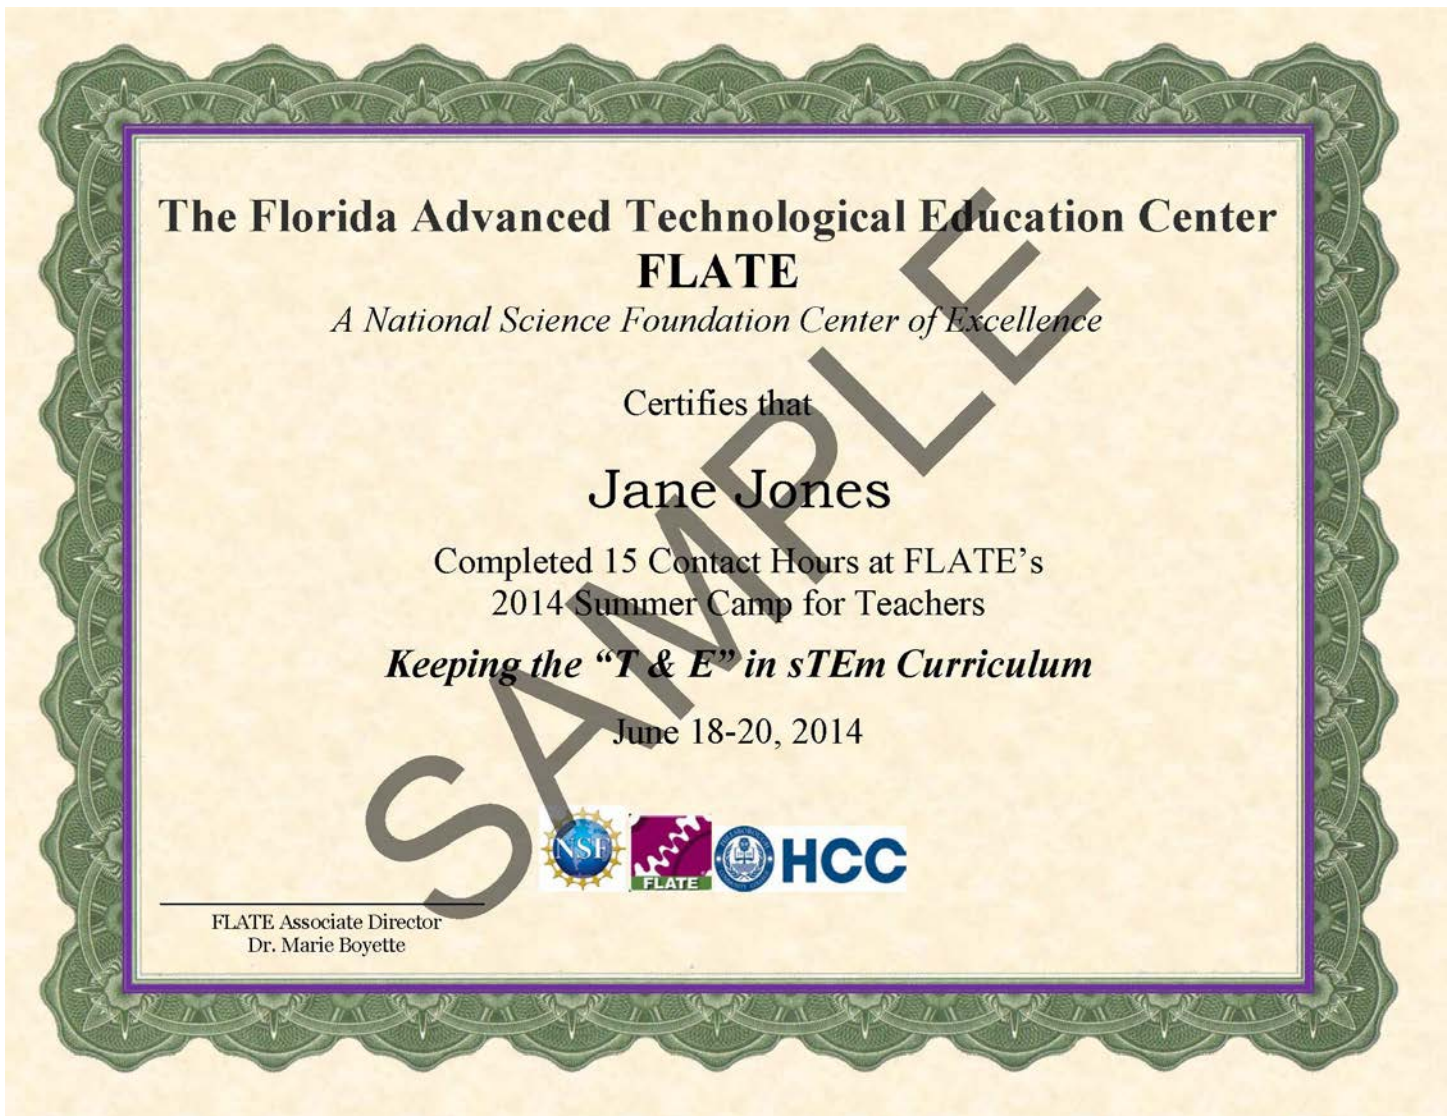 The Florida Advanced Technological Education Center
FLATE
A National Science Foundation Center of Excellence
Certifies that
Jane Jones
Completed 15 Contact Hours at FLATE’s
2014 Summer Camp for Teachers
Keeping the “T & E” in sTEm Curriculum
June 18-20, 2014
SAMPLE
NSF
FLATE
HCC
FLATE Associate Director
Dr. Marie Boyette